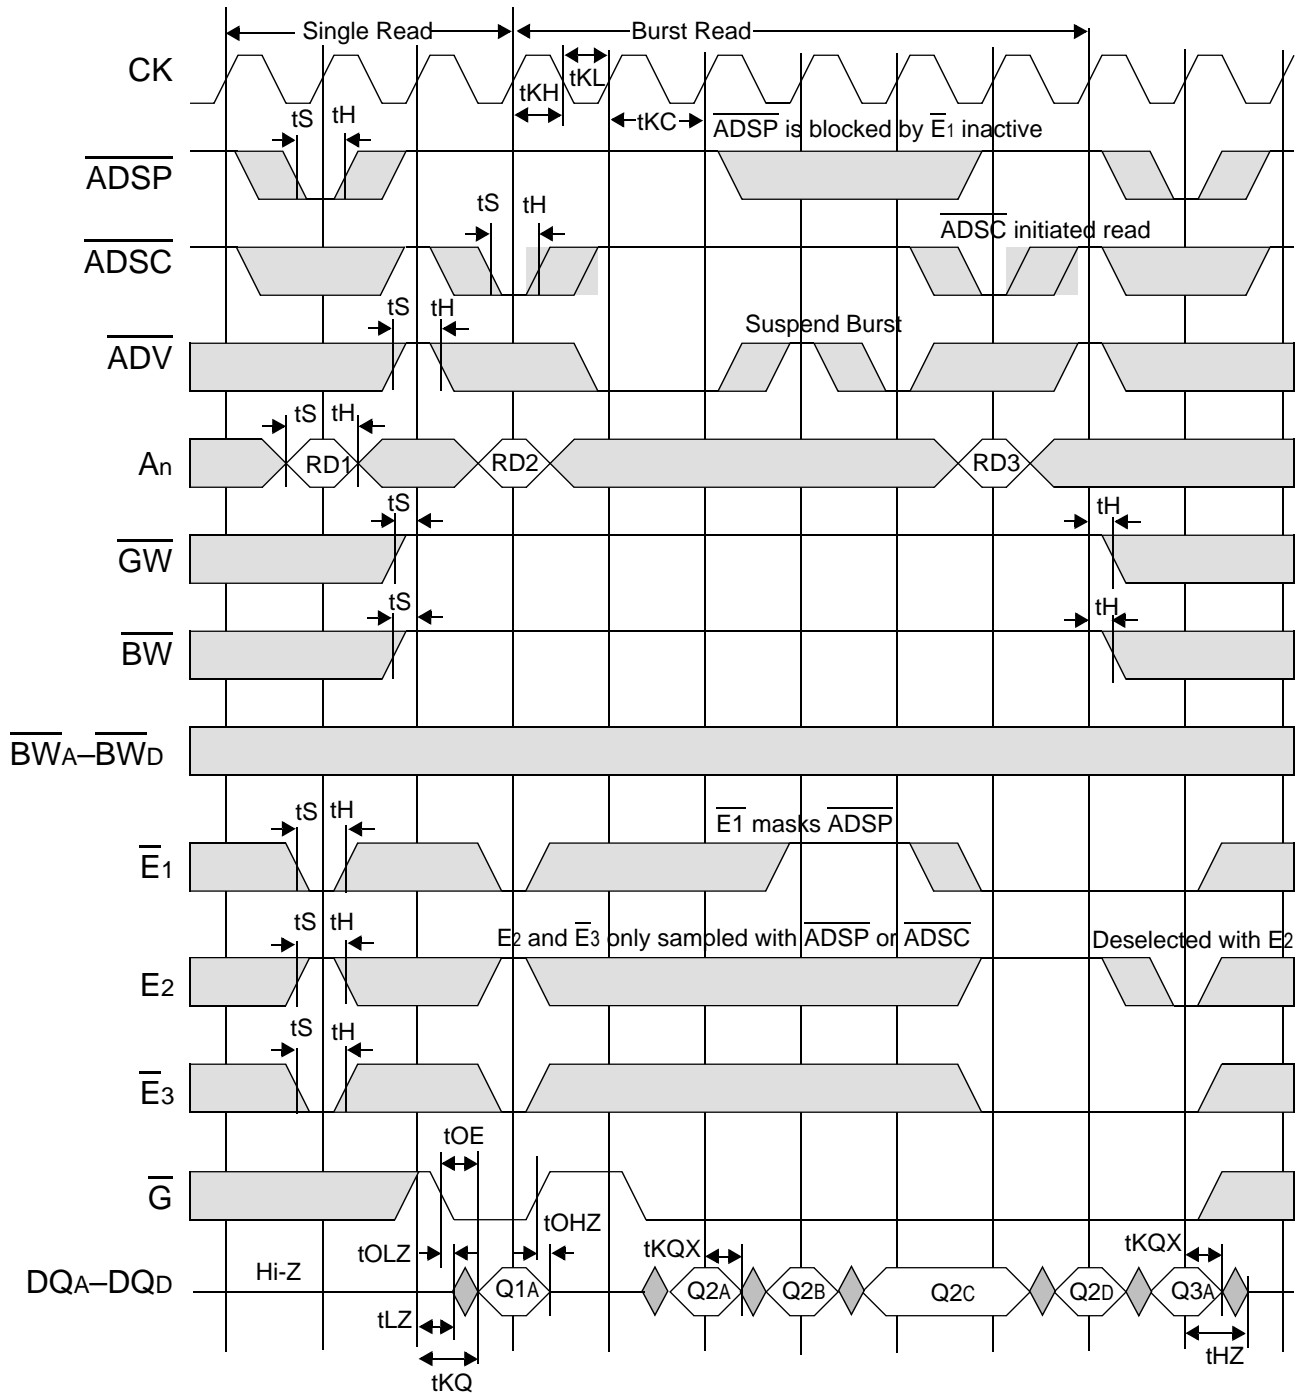 Single Read Burst Read
CK
tKL
tKH
tKC
tS tH
ADSP is blocked by E1 inactive
ADSP
tS tH
ADSC initiated read
ADSC
tS tH
Suspend Burst
ADV
tS tH
An
RD1 RD2 RD3
tS tH
GW
tS tH
BW
BWA–BWD
tS tH
E1 masks ADSP
E1
tS tH
E2 and E3 only sampled with ADSP or ADSC
Deselected with E2
E2
tS tH
E3
tOE
G
tOHZ
tOLZ
tKQX tKQX
DQA–DQD
Hi-Z Q1A Q2A Q2B Q2C Q2D Q3A
tLZ
tHZ
tKQ